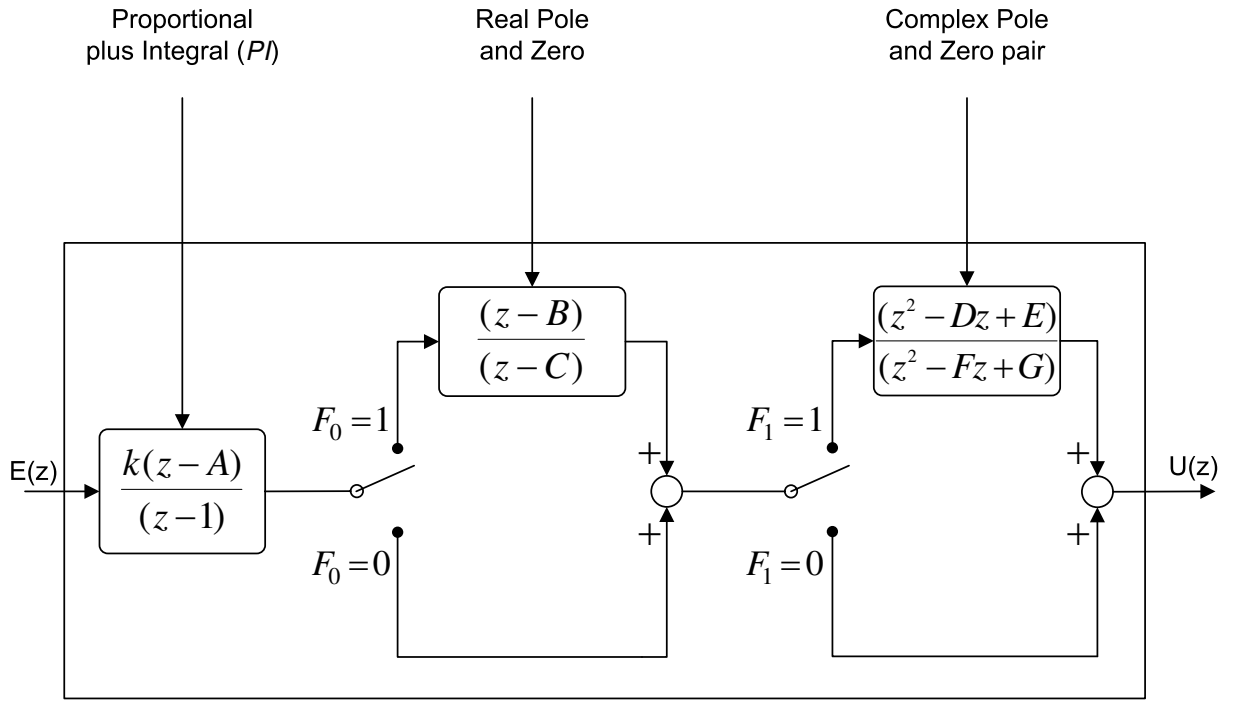 Proportional
plus Integral (PI)
Real Pole
and Zero
Complex Pole
and Zero pair
(z − B)
(z − C)
(z² − Dz + E)
(z² − Fz + G)
F₀ = 1
F₁ = 1
E(z)
k(z − A)
(z − 1)
+
+
U(z)
+
+
F₀ = 0
F₁ = 0